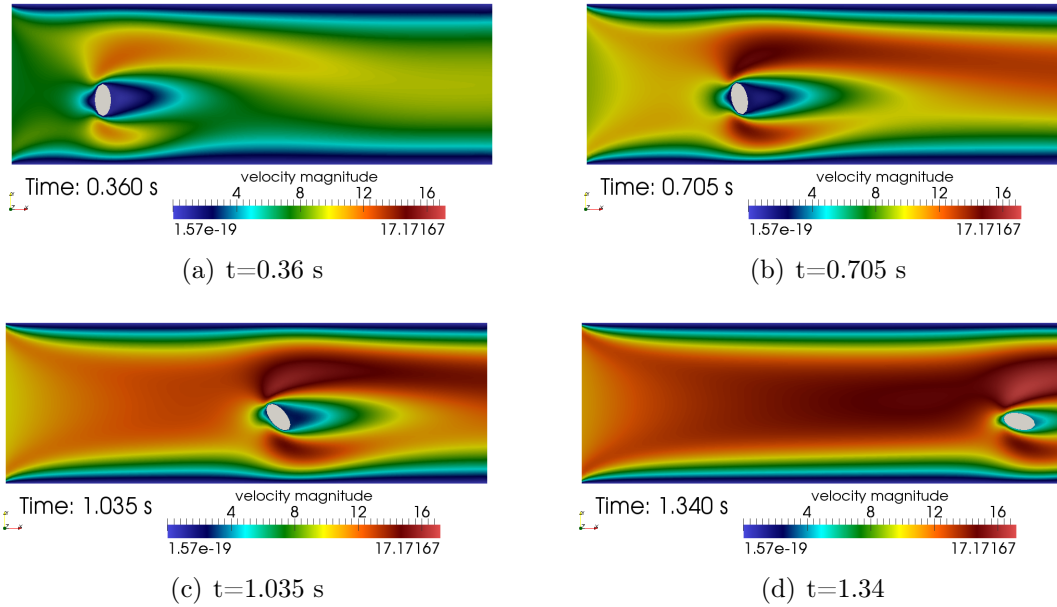 Time: 0.360 s
velocity magnitude
4 8 12 16
1.57e-19 17.17167
(a) t=0.36 s
Time: 0.705 s
velocity magnitude
4 8 12 16
1.57e-19 17.17167
(b) t=0.705 s
Time: 1.035 s
velocity magnitude
4 8 12 16
1.57e-19 17.17167
(c) t=1.035 s
Time: 1.340 s
velocity magnitude
4 8 12 16
1.57e-19 17.17167
(d) t=1.34